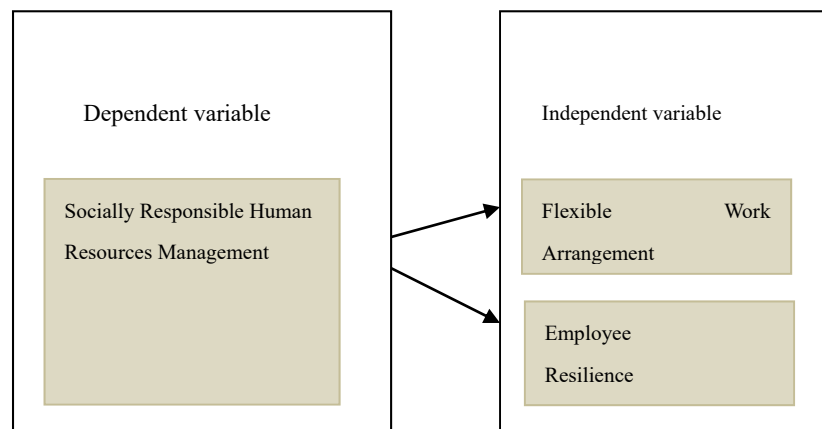 Dependent variable
Socially Responsible Human
Resources Management
Independent variable
Flexible Work
Arrangement
Employee
Resilience